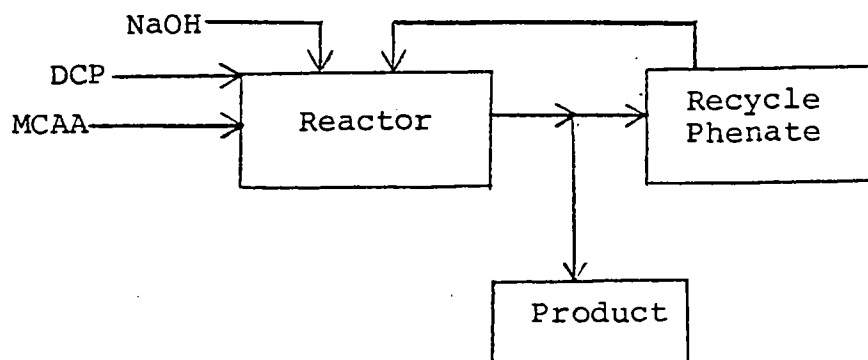 NaOH
DCP
MCAA
Reactor
Recycle
Phenate
Product